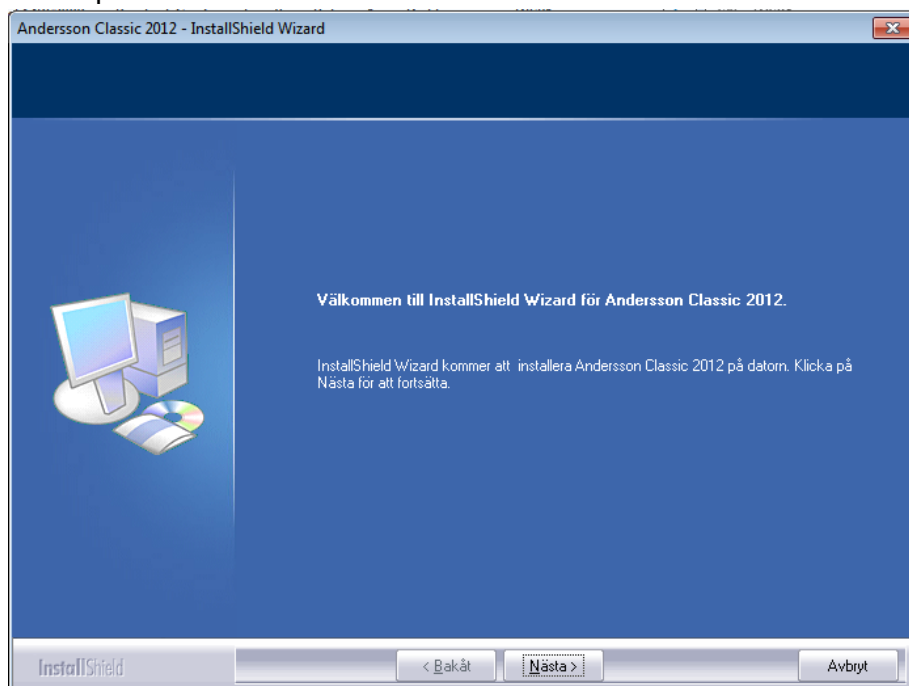 Andersson Classic 2012 - InstallShield Wizard
Välkommen till InstallShield Wizard för Andersson Classic 2012.
InstallShield Wizard kommer att  installera Andersson Classic 2012 på datorn. Klicka på
Nästa för att fortsätta.
InstallShield
< Bakåt
Nästa >
Avbryt